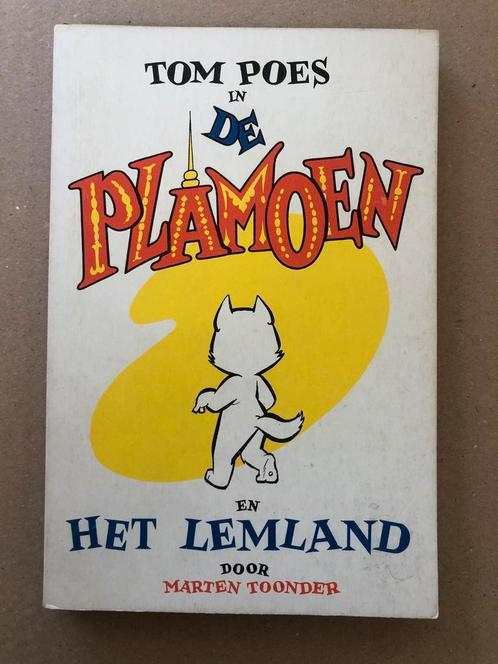 TOM POES
IN
DE
PLAMOEN
EN
HET LEMLAND
DOOR
MARTEN TOONDER